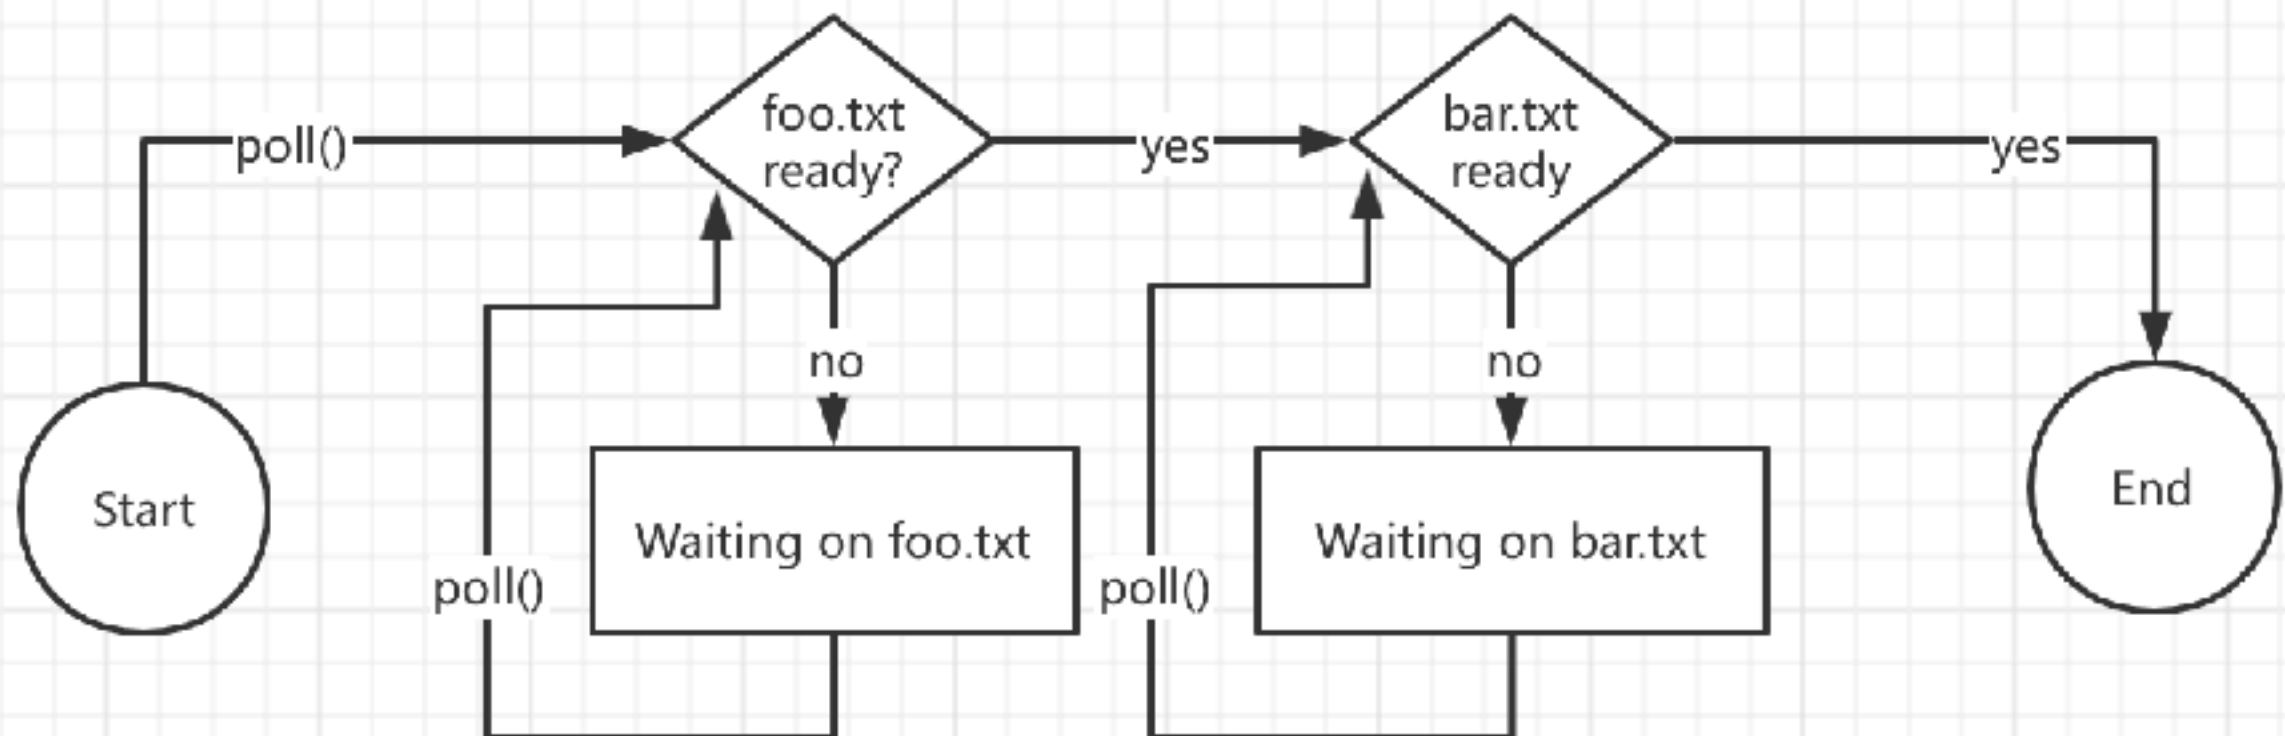 poll()
foo.txt
ready?
yes
bar.txt
ready
yes
no
no
Start
Waiting on foo.txt
Waiting on bar.txt
End
poll()
poll()